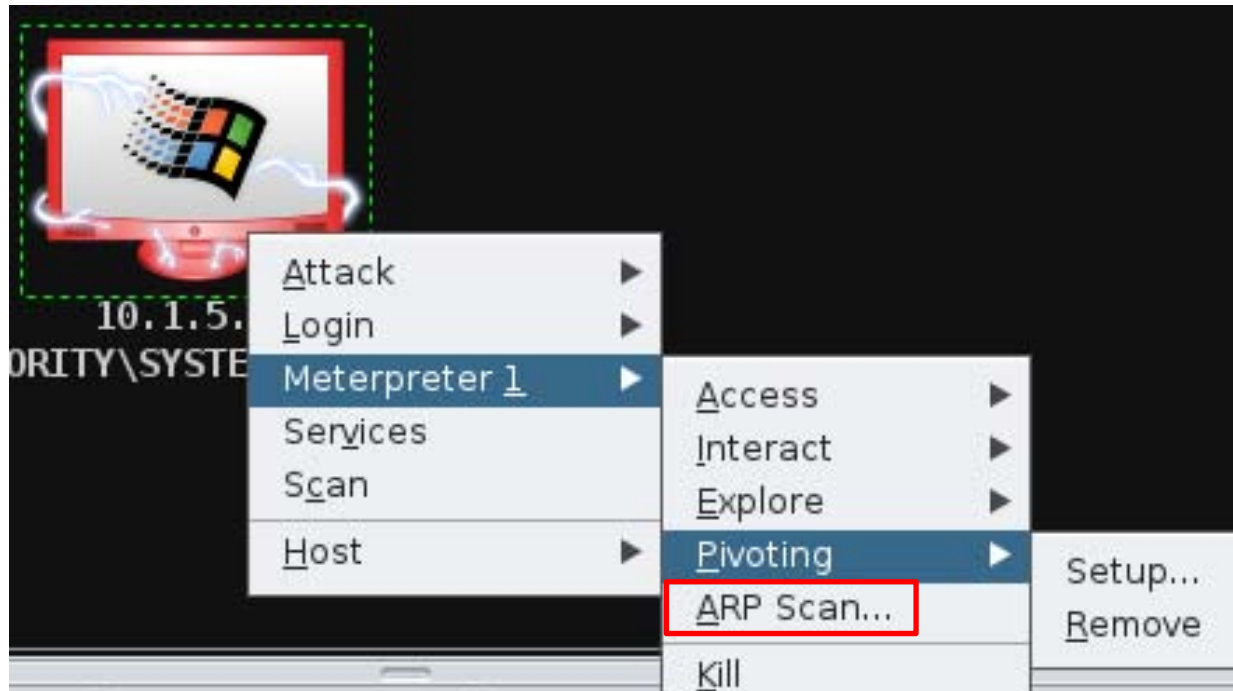 10.1.5.
ORITY\SYSTE
Attack
Login
Meterpreter 1
Services
Scan
Host
Access
Interact
Explore
Pivoting
ARP Scan...
Kill
Setup...
Remove